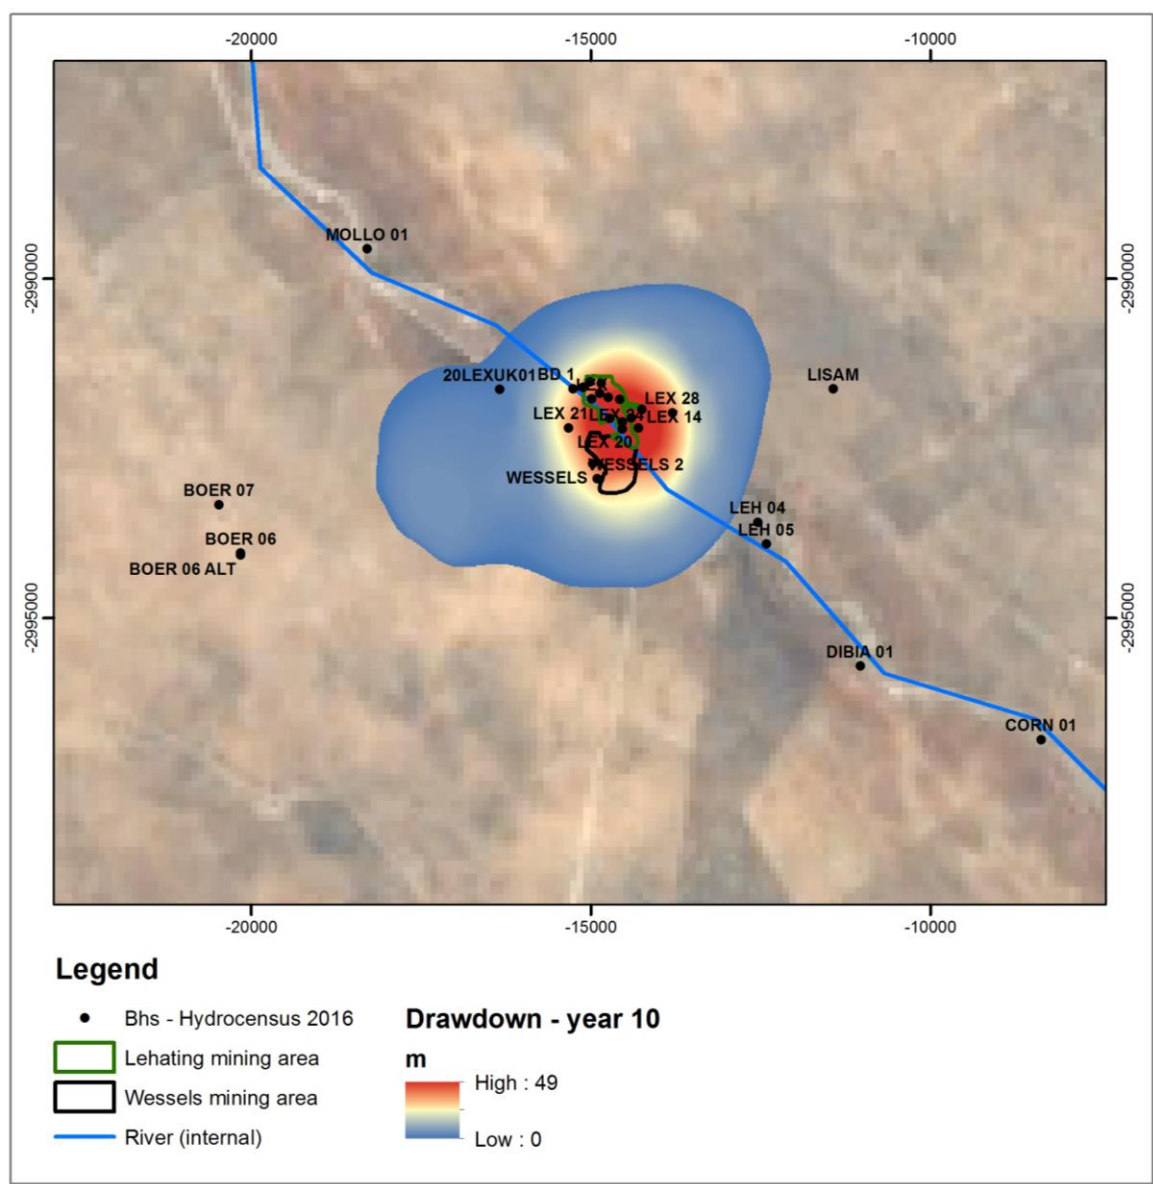 -20000 -15000 -10000
MOLLO 01
-2990000 -2990000
20LEXUK01 BD 1 LISAM
LEX
LEX 28
LEX 21 LEX 14
LEX 20
WESSELS 2
WESSELS
BOER 07
LEH 04
LEH 05
BOER 06
BOER 06 ALT
-2995000 -2995000
DIBIA 01
CORN 01
-20000 -15000 -10000
Legend
Bhs - Hydrocensus 2016
Lehating mining area
Wessels mining area
River (internal)
Drawdown - year 10
m
High : 49
Low : 0